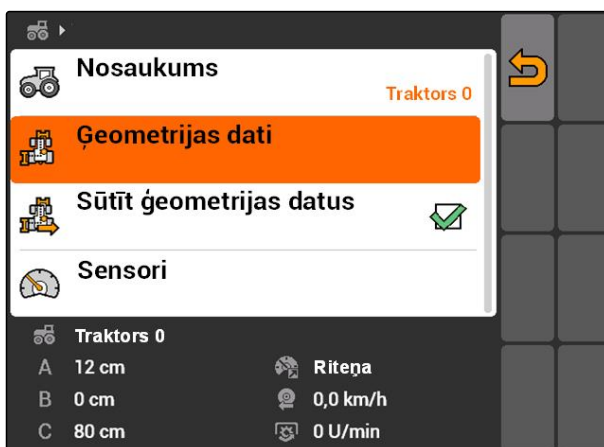 Nosaukums
Traktors 0
Ģeometrijas dati
Sūtīt ģeometrijas datus
Sensori
Traktors 0
A 12 cm Riteņa
B 0 cm 0,0 km/h
C 80 cm 0 U/min